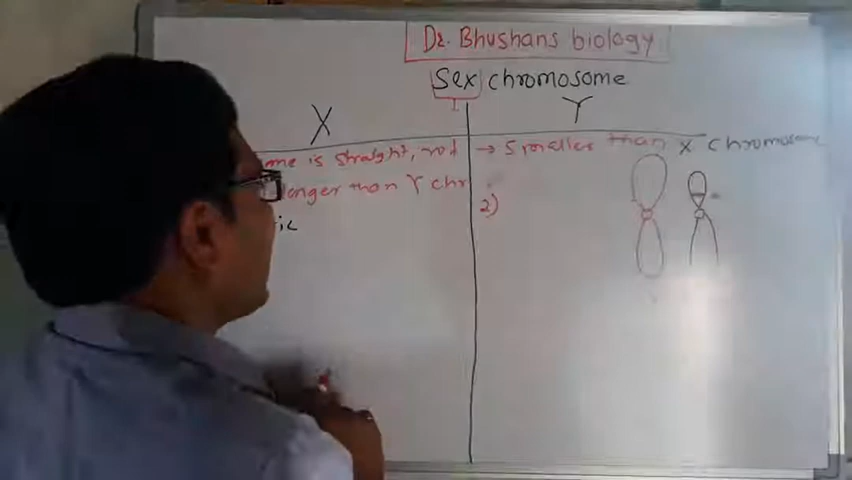 Dr. Bhushans biology
Sex chromosome
X
Y
me is straight, rod
→ Smaller than X chromosome
longer than Y chr
2)
ic